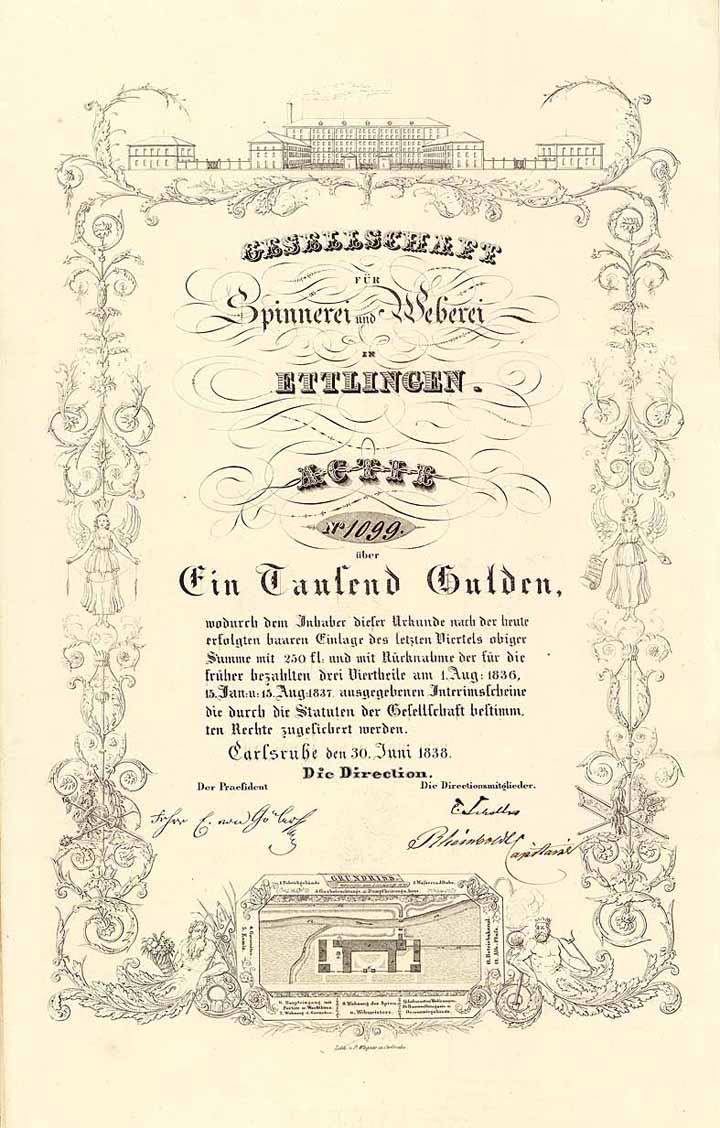 GESELLSCHAFT
FÜR
Spinnerei und Weberei
IN
ETTLINGEN.
ACTIE
No 1099.
über
Ein Tausend Gulden,
wodurch dem Inhaber dieser Urkunde nach der heute
erfolgten baaren Einlage des letzten Viertels obiger
Summe mit 250 fl: und mit Rücknahme der für die
früher bezahlten drei Viertheile am 1. Aug: 1836,
15. Jan: u: 15. Aug: 1837. ausgegebenen Interimsscheine
die durch die Statuten der Gesellschaft bestimm.
ten Rechte zugesichert werden.
Carlsruhe den 30. Juni 1838.
Die Direction.
Der Praesident Die Directionsmitglieder.
E. von
GRUNDRISS.
1. Fabrickgebäude